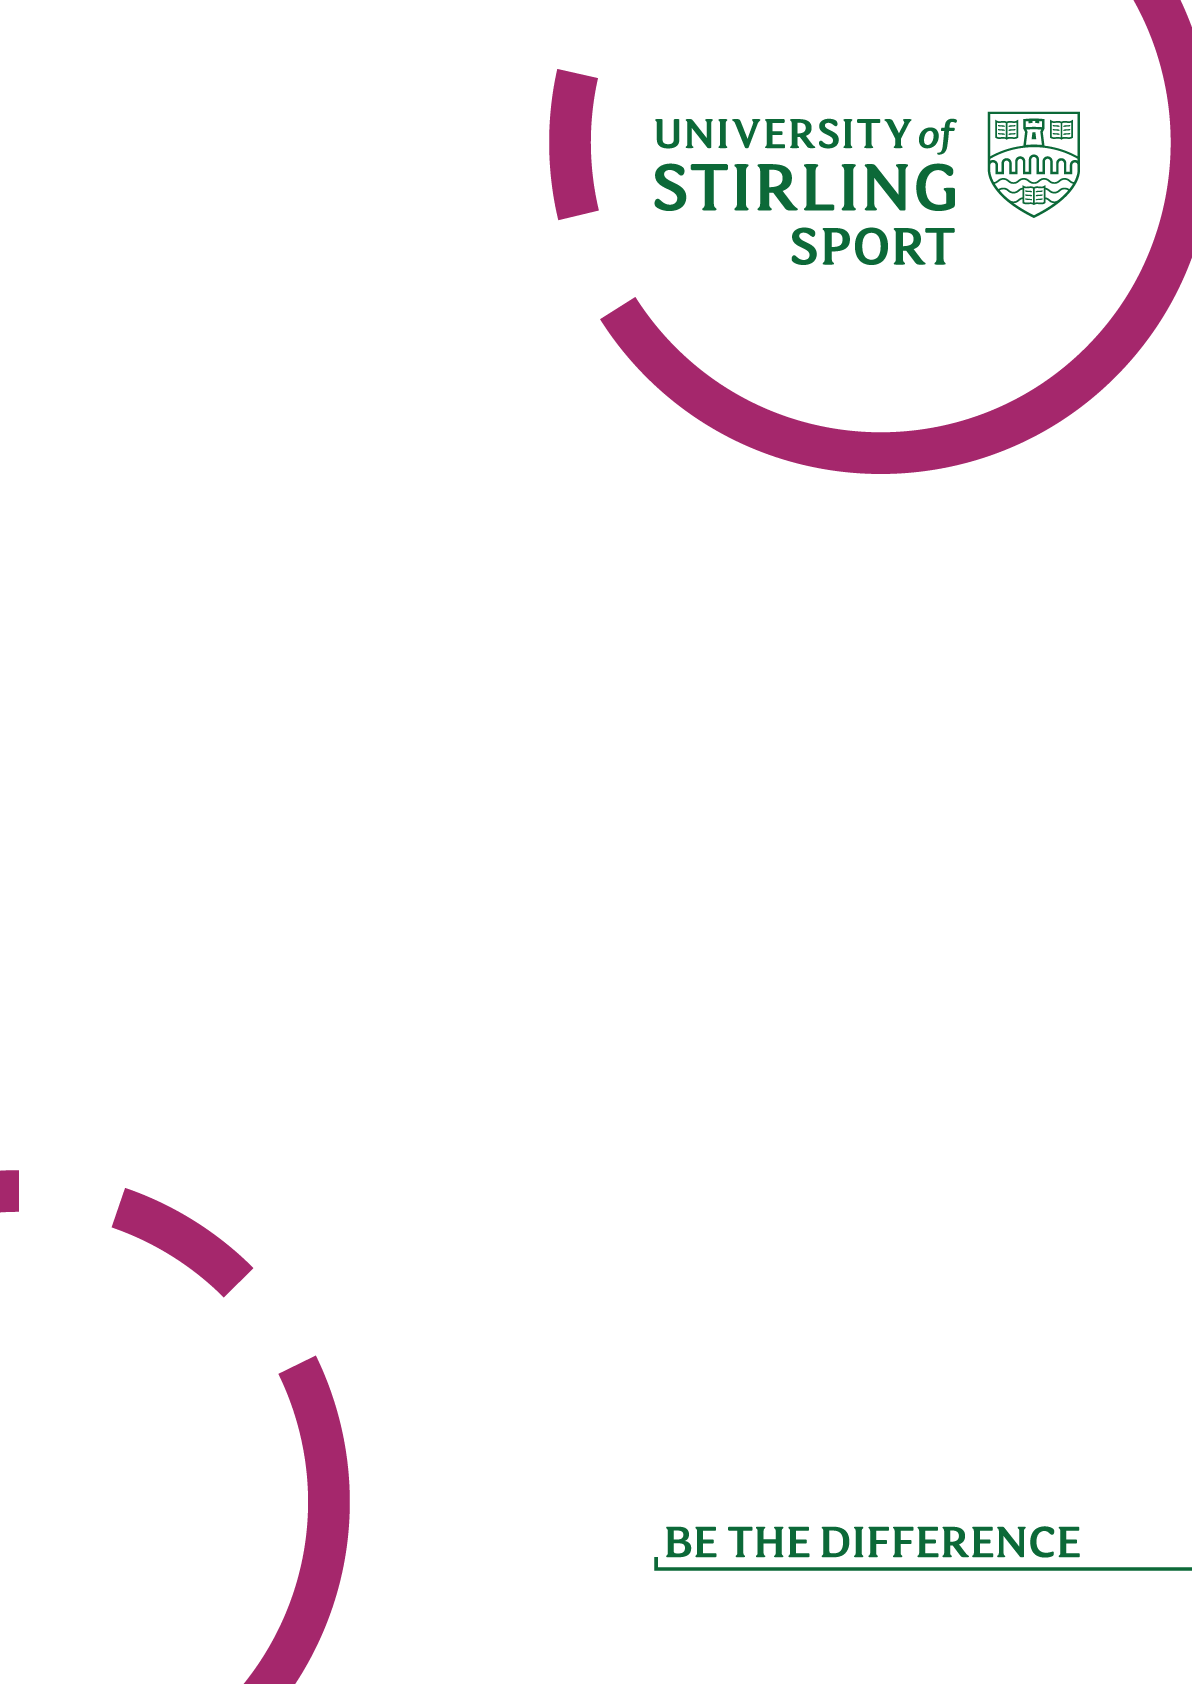 UNIVERSITY of
STIRLING
SPORT
BE THE DIFFERENCE